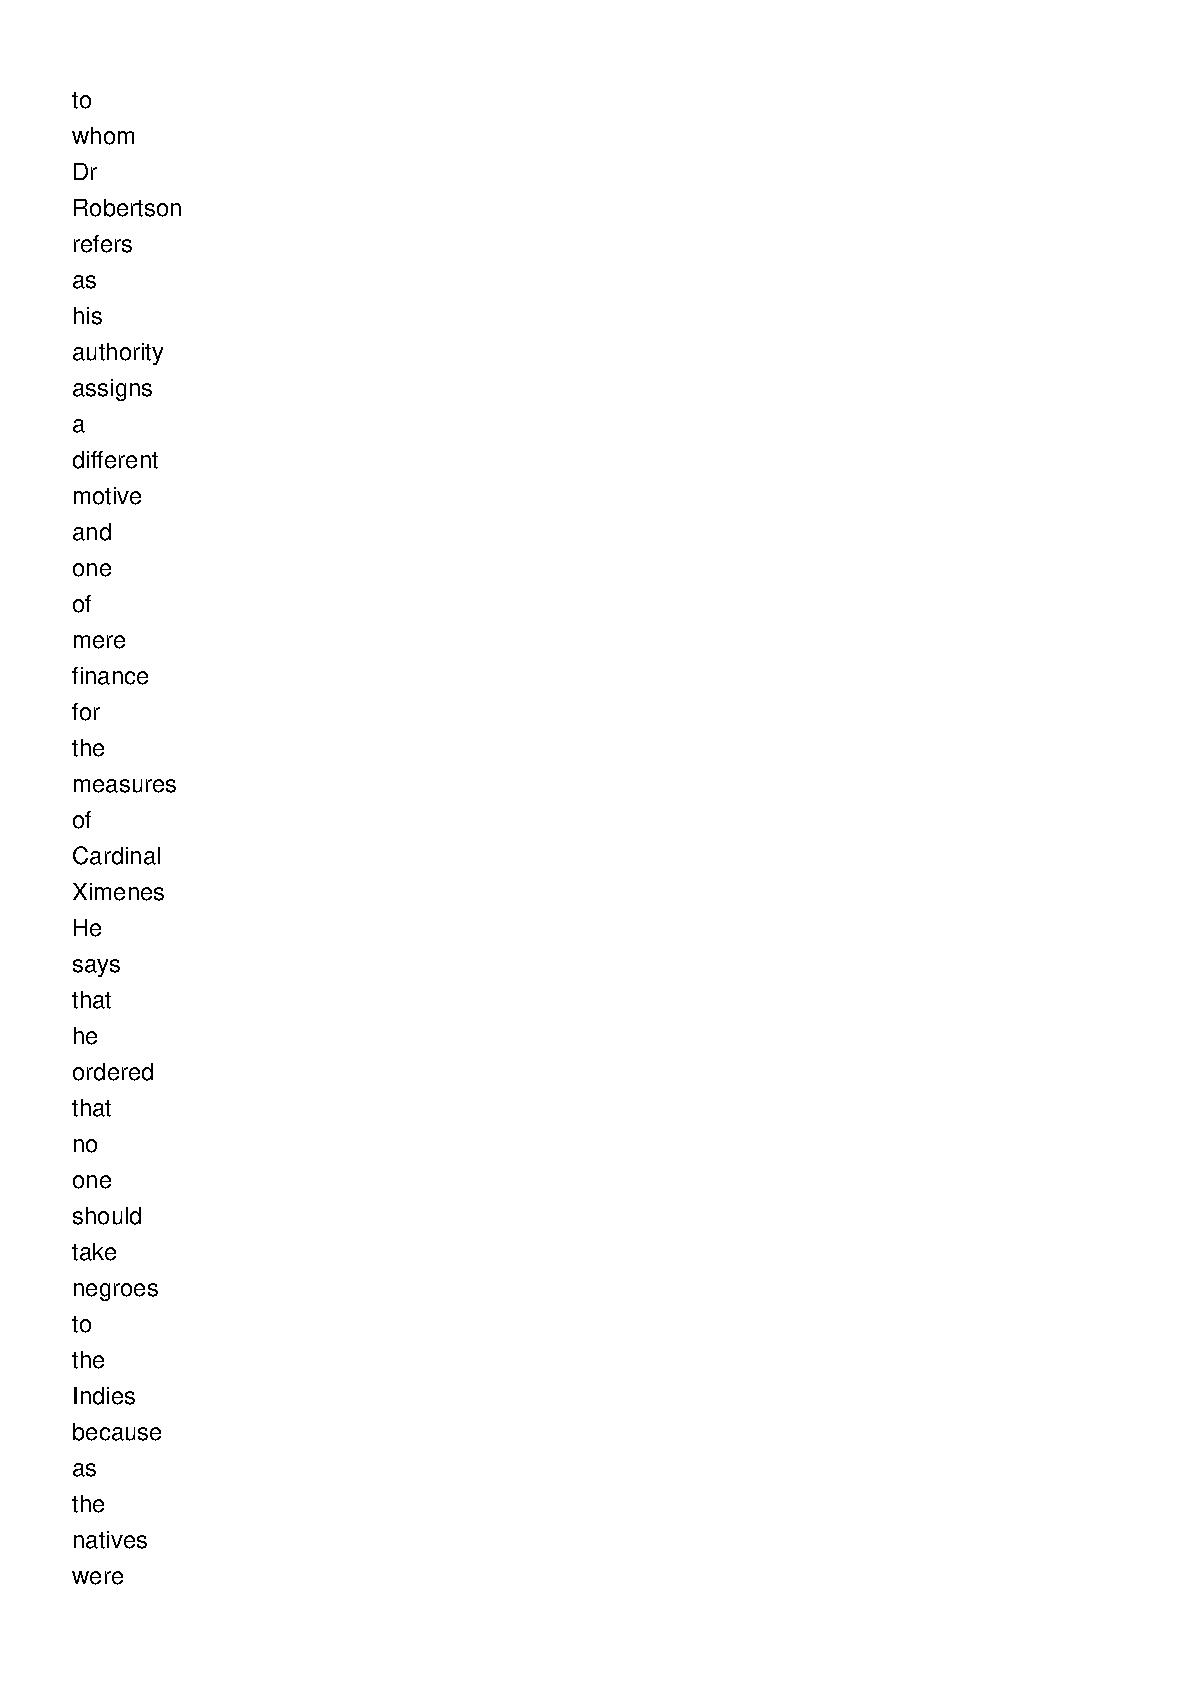 to
whom
Dr
Robertson
refers
as
his
authority
assigns
a
different
motive
and
one
of
mere
finance
for
the
measures
of
Cardinal
Ximenes
He
says
that
he
ordered
that
no
one
should
take
negroes
to
the
Indies
because
as
the
natives
were